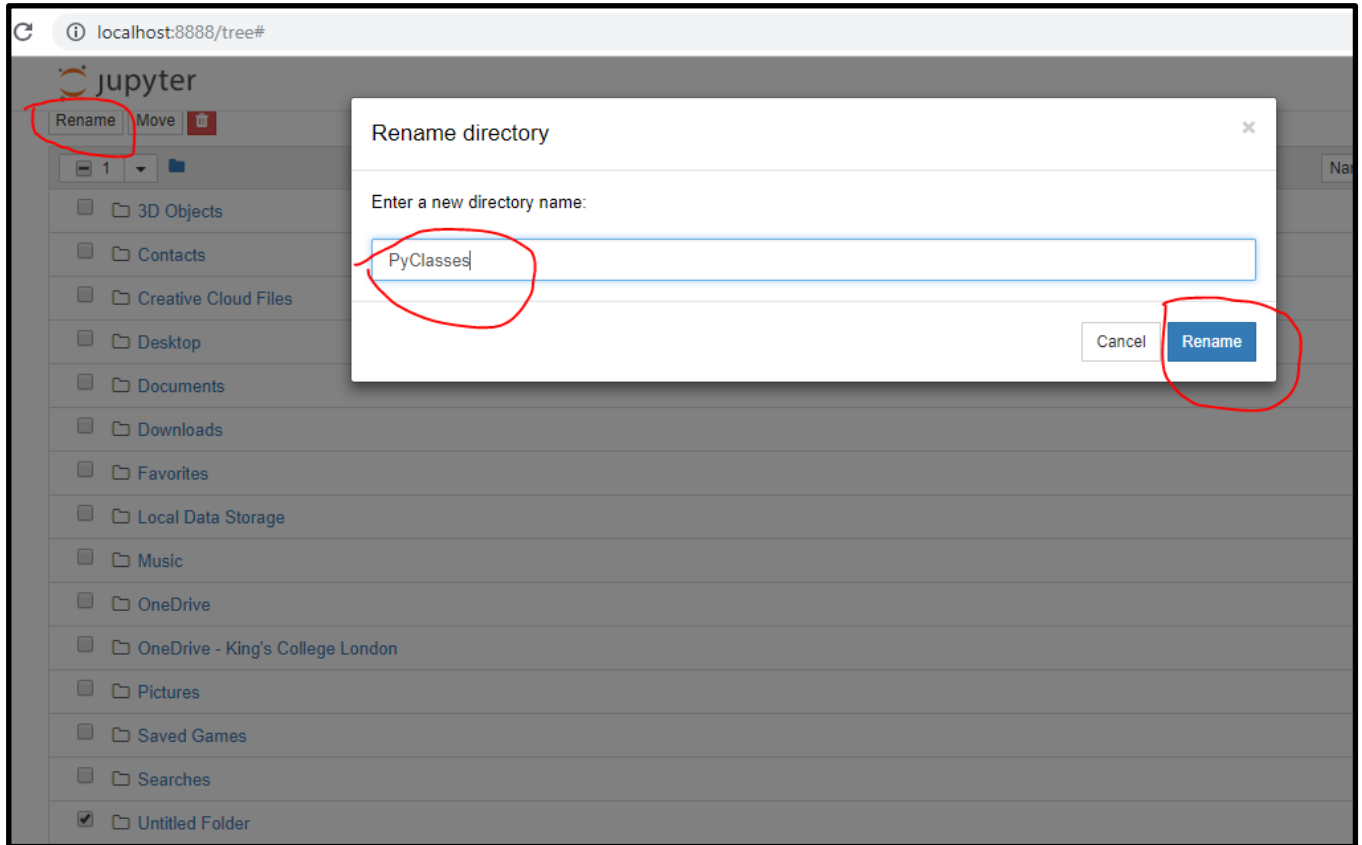 localhost:8888/tree#
jupyter
Rename Move
Rename directory ×
1
Nar
Enter a new directory name:
PyClasses
Cancel Rename
3D Objects
Contacts
Creative Cloud Files
Desktop
Documents
Downloads
Favorites
Local Data Storage
Music
OneDrive
OneDrive - King's College London
Pictures
Saved Games
Searches
Untitled Folder